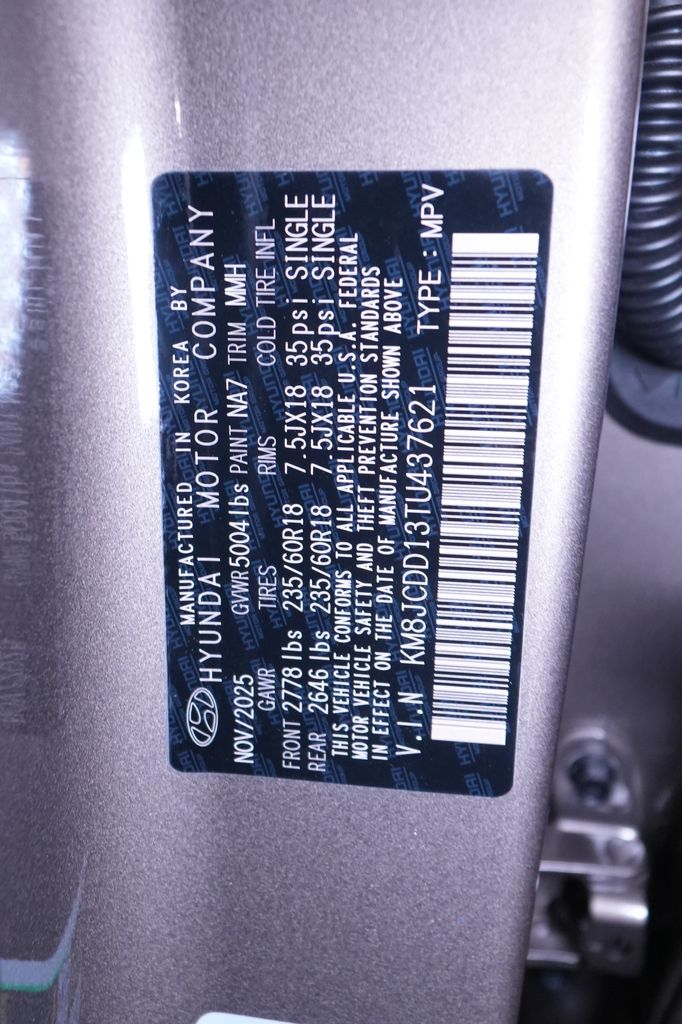 MANUFACTURED IN KOREA BY
HYUNDAI MOTOR COMPANY
NOV/2025 GVWR 5004lbs PAINT NA7 TRIM MMH
GAWR TIRES RIMS COLD TIRE INFL
FRONT 2778 lbs 235/60R18 7.5JX18 35psi SINGLE
REAR 2646 lbs 235/60R18 7.5JX18 35psi SINGLE
THIS VEHICLE CONFORMS TO ALL APPLICABLE U.S.A. FEDERAL
MOTOR VEHICLE SAFETY AND THEFT PREVENTION STANDARDS
IN EFFECT ON THE DATE OF MANUFACTURE SHOWN ABOVE
V.I.N KM8JCDD13TU437621 TYPE : MPV